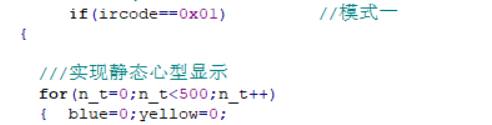 if(ircode==0x01) //模式一
{
///实现静态心型显示
for(n_t=0;n_t<500;n_t++)
{ blue=0;yellow=0;